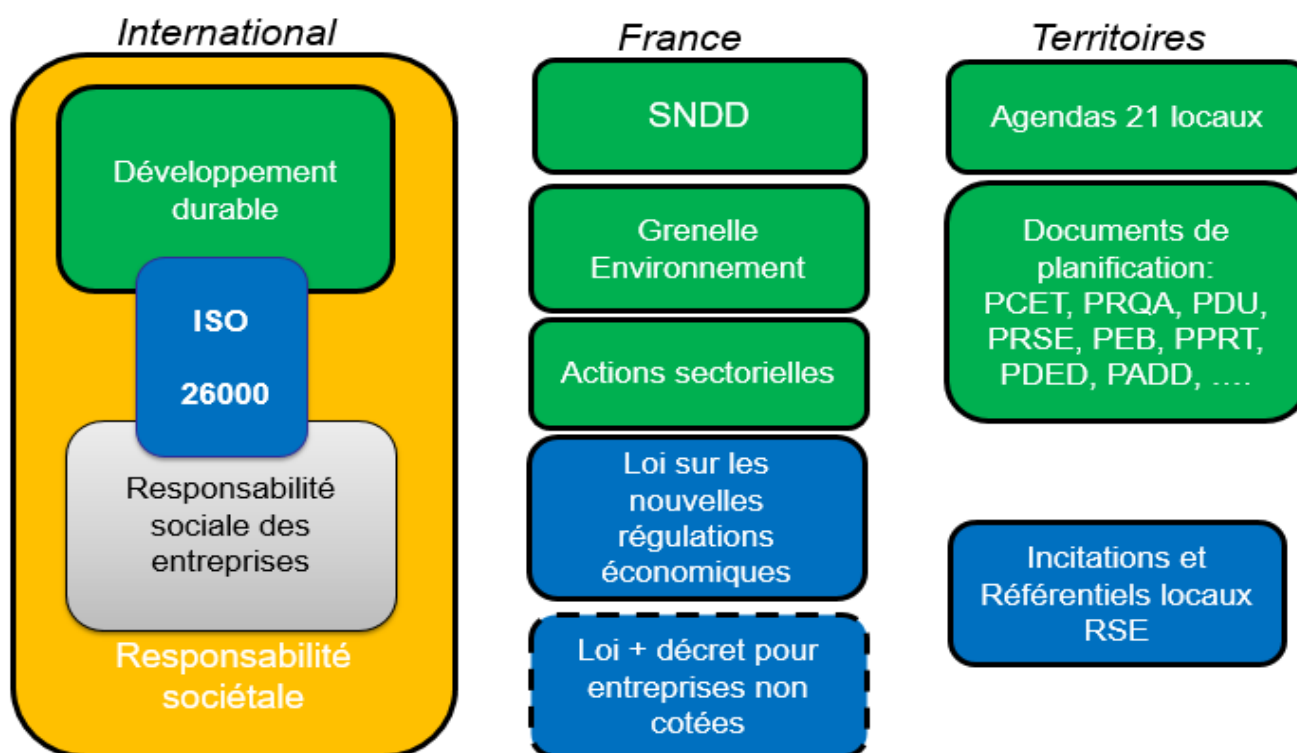 International
Développement
durable
ISO
26000
Responsabilité
sociale des
entreprises
Responsabilité
sociétale
France
SNDD
Grenelle
Environnement
Actions sectorielles
Loi sur les
nouvelles
régulations
économiques
Loi + décret pour
entreprises non
cotées
Territoires
Agendas 21 locaux
Documents de
planification:
PCET, PRQA, PDU,
PRSE, PEB, PPRT,
PDED, PADD, ....
Incitations et
Référentiels locaux
RSE